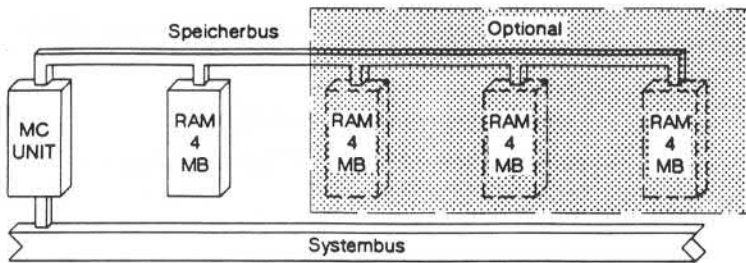 Speicherbus
Optional
MC
UNIT
RAM
4
MB
RAM
4
MB
RAM
4
MB
RAM
4
MB
Systembus